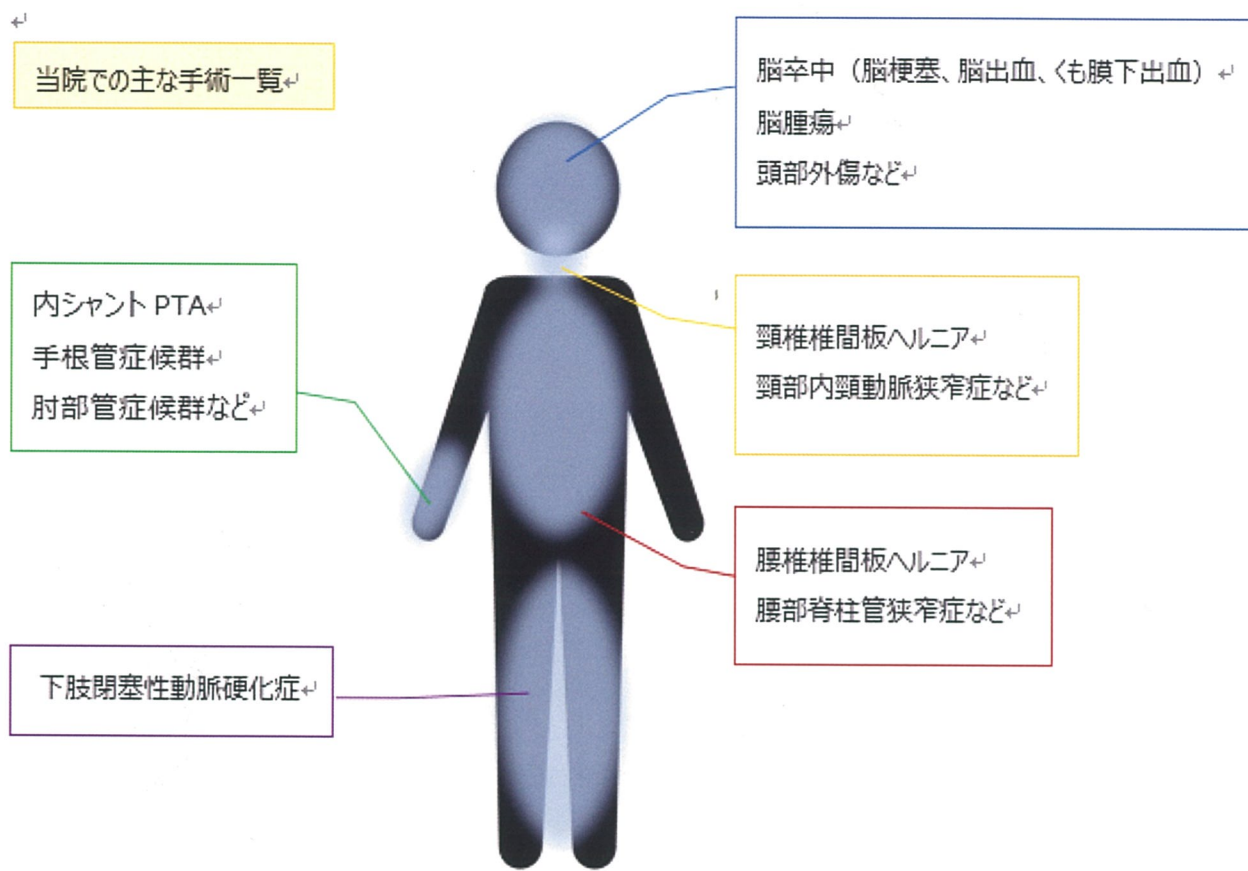 当院での主な手術一覧
脳卒中（脳梗塞、脳出血、くも膜下出血）
脳腫瘍
頭部外傷など
内シャント PTA
手根管症候群
肘部管症候群など
頸椎椎間板ヘルニア
頸部内頸動脈狭窄症など
腰椎椎間板ヘルニア
腰部脊柱管狭窄症など
下肢閉塞性動脈硬化症